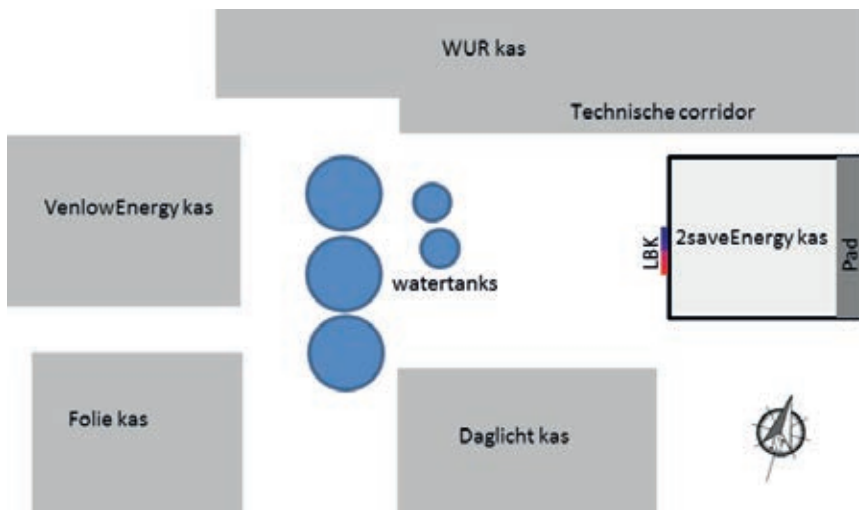 WUR kas
Technische corridor
VenlowEnergy kas
2saveEnergy kas
LBK
Pad
watertanks
Folie kas
Daglicht kas